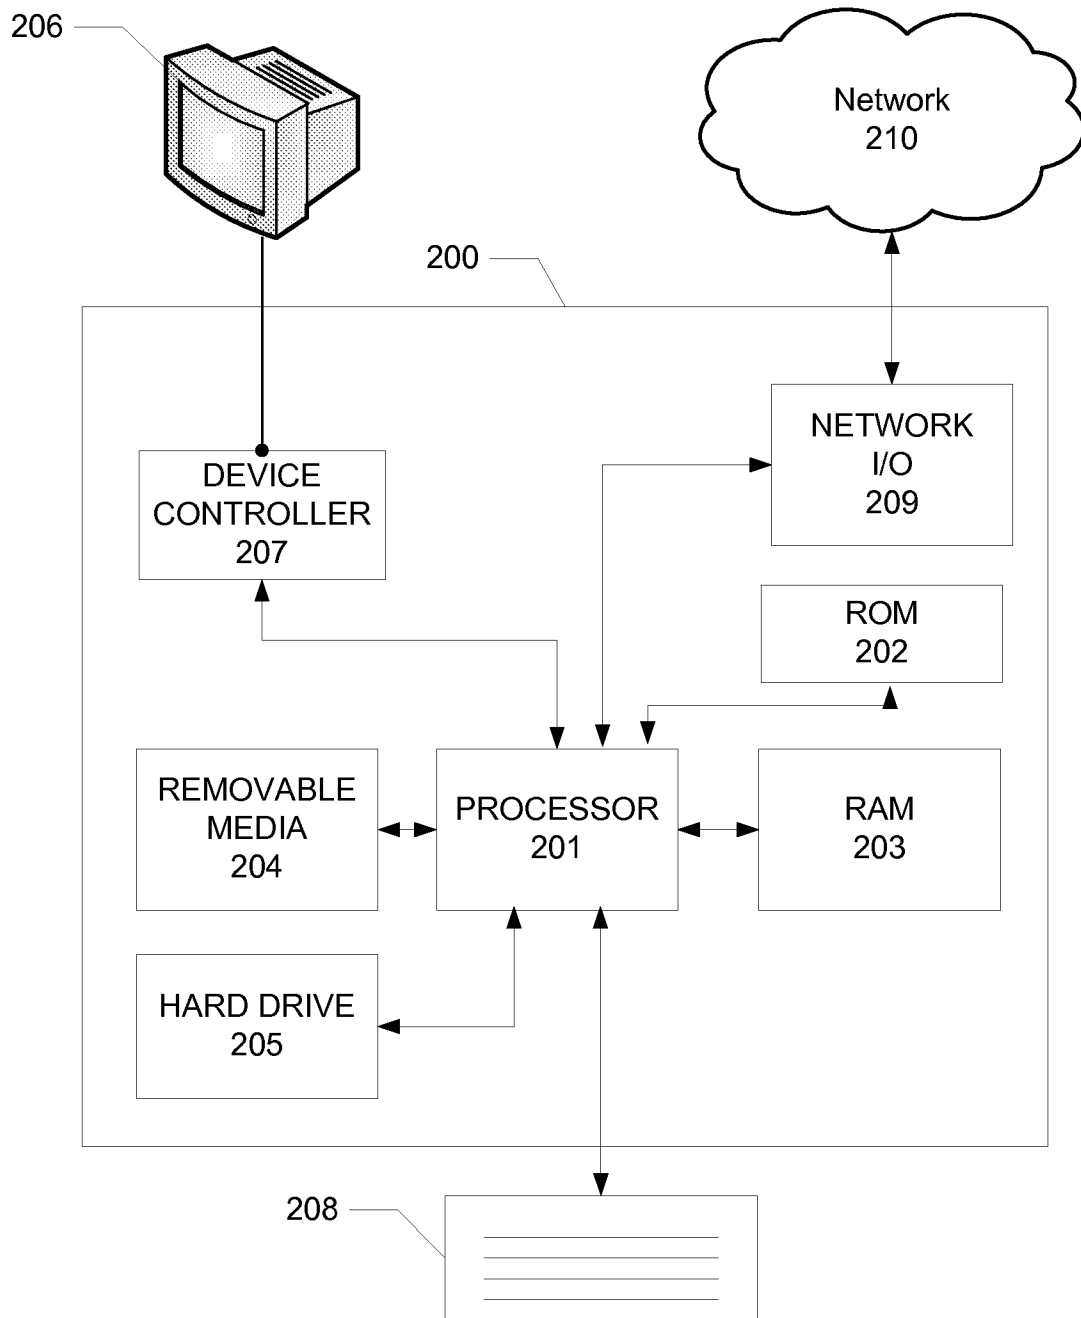 206
Network
210
200
NETWORK
I/O
209
DEVICE
CONTROLLER
207
ROM
202
REMOVABLE
MEDIA
204
PROCESSOR
201
RAM
203
HARD DRIVE
205
208